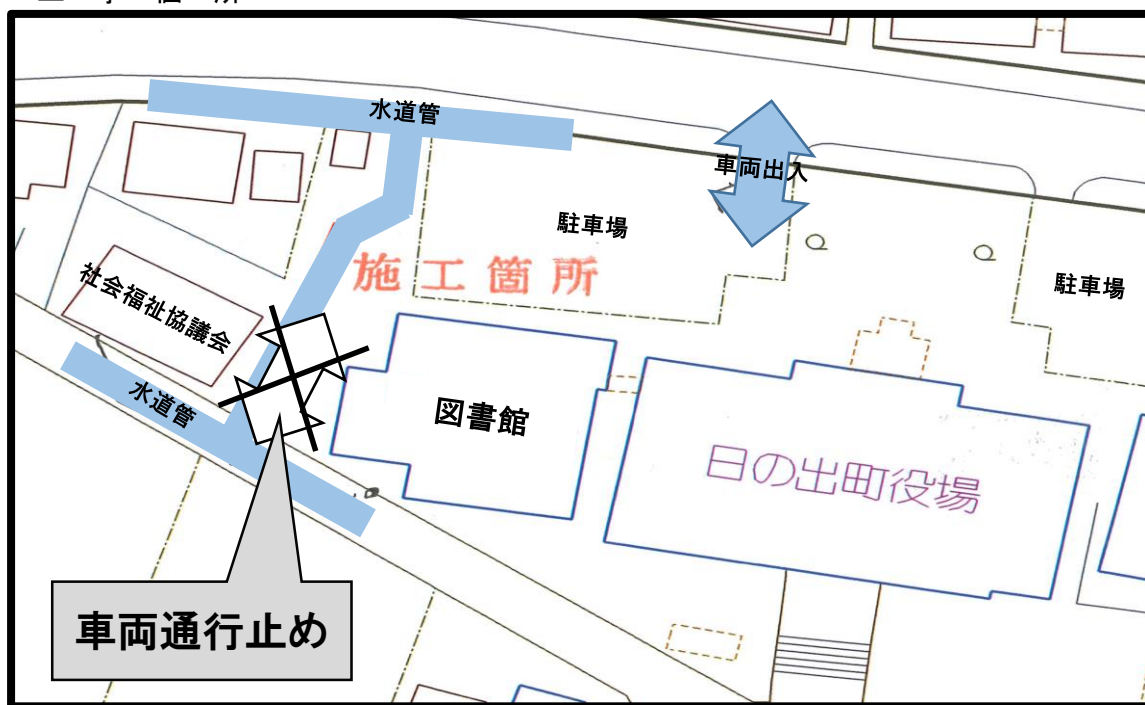 水道管
車両出入
駐車場
施工箇所
駐車場
社会福祉協議会
水道管
図書館
日の出町役場
車両通行止め